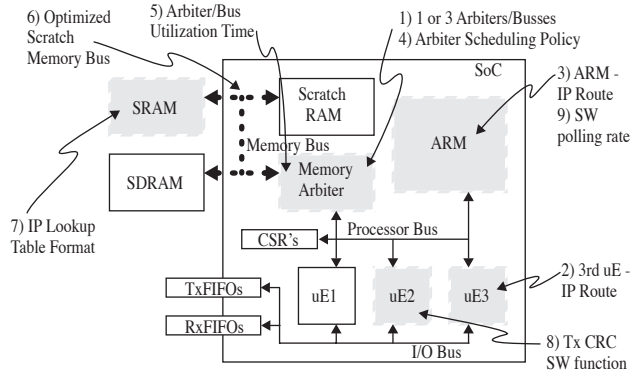 6) Optimized
Scratch
Memory Bus
5) Arbiter/Bus
Utilization Time
1) 1 or 3 Arbiters/Busses
4) Arbiter Scheduling Policy
SoC
3) ARM -
IP Route
9) SW
polling rate
SRAM
Scratch
RAM
ARM
Memory Bus
SDRAM
Memory
Arbiter
7) IP Lookup
Table Format
Processor Bus
CSR's
2) 3rd uE -
IP Route
TxFIFOs
uE1
uE2
uE3
RxFIFOs
I/O Bus
8) Tx CRC
SW function